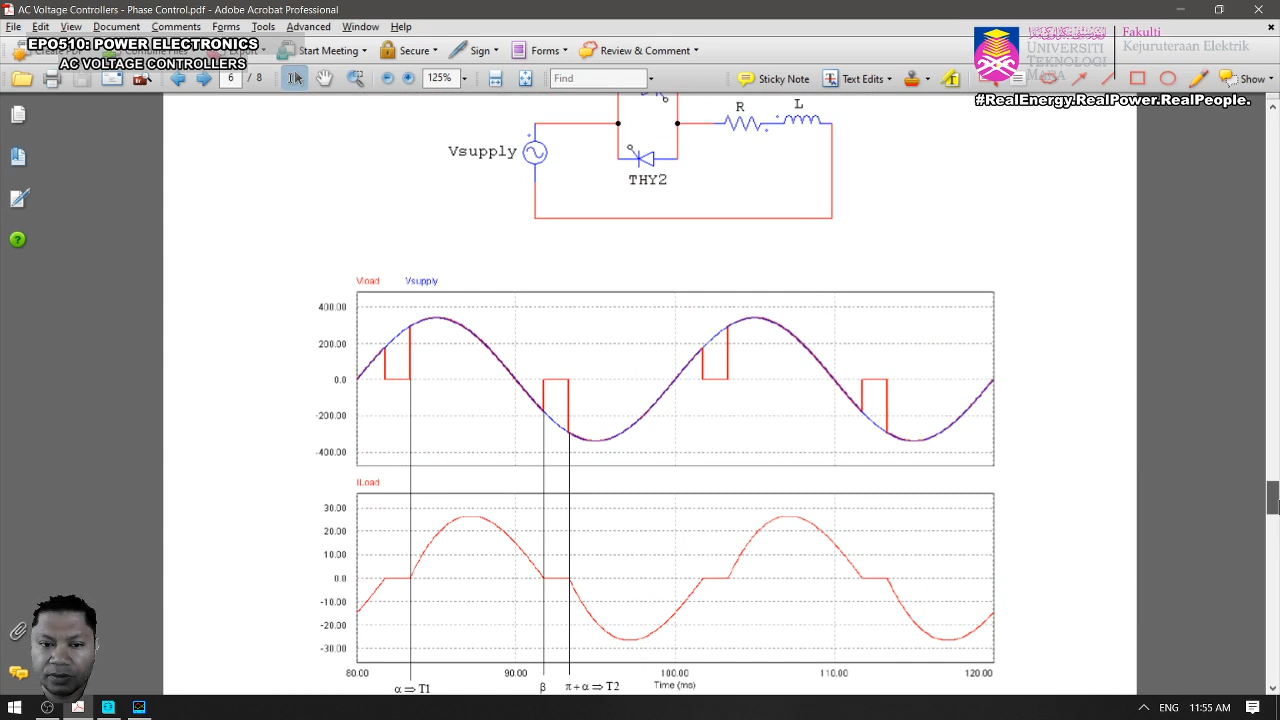 AC Voltage Controllers - Phase Control.pdf - Adobe Acrobat Professional
File Edit View Document Comments Forms Tools Advanced Window Help
EPO510: POWER ELECTRONICS
AC VOLTAGE CONTROLLERS
Start Meeting Secure Sign Forms Review & Comment
Fakulti
Kejuruteraan Elektrik
UNIVERSITI
TEKNOLOGI
MARA
#RealEnergy.RealPower.RealPeople.
6 / 8 125% Find Sticky Note Text Edits Show
R L
Vsupply
THY2
Vload Vsupply
400.00
200.00
0.0
-200.00
-400.00
ILoad
30.00
20.00
10.00
0.0
-10.00
-20.00
-30.00
80.00 90.00 100.00 110.00 120.00
Time (ms)
α ⇒ T1 β π + α ⇒ T2
ENG 11:55 AM